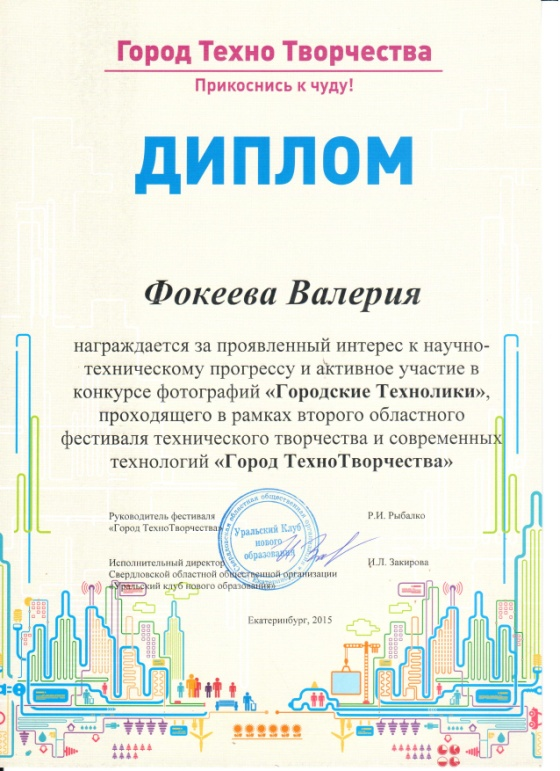 Город Техно Творчества
Прикоснись к чуду!
ДИПЛОМ
Фокеева Валерия
награждается за проявленный интерес к научно-
техническому прогрессу и активное участие в
конкурсе фотографий «Городские Технолики»,
проходящего в рамках второго областного
фестиваля технического творчества и современных
технологий «Город ТехноТворчества»
Руководитель фестиваля
«Город ТехноТворчества»
Р.И. Рыбалко
Уральский Клуб
нового
образования
Исполнительный директор
Свердловской областной общественной организации
«Уральский клуб нового образования»
И.Л. Закирова
Екатеринбург, 2015